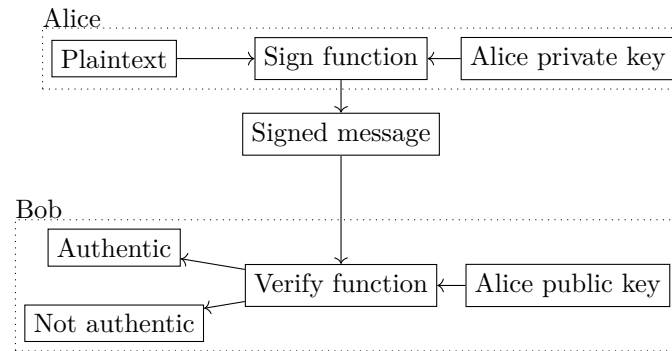 Alice
Plaintext
Sign function
Alice private key
Signed message
Bob
Authentic
Verify function
Alice public key
Not authentic